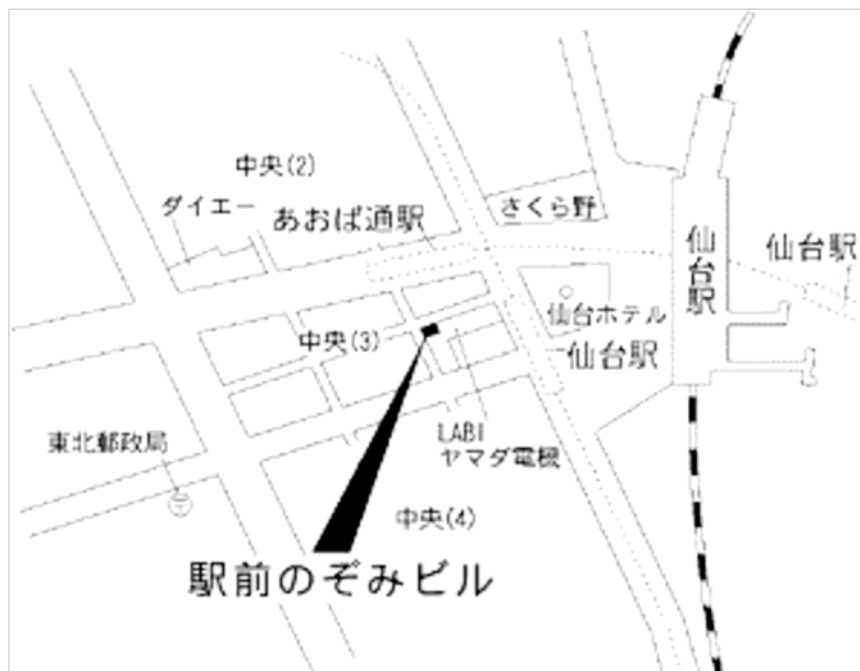 中央(2)
ダイエー
あおば通駅
さくら野
仙台駅
仙台駅
仙台ホテル
仙台駅
中央(3)
LABI
ヤマダ電機
東北郵政局
〒
中央(4)
駅前のぞみビル